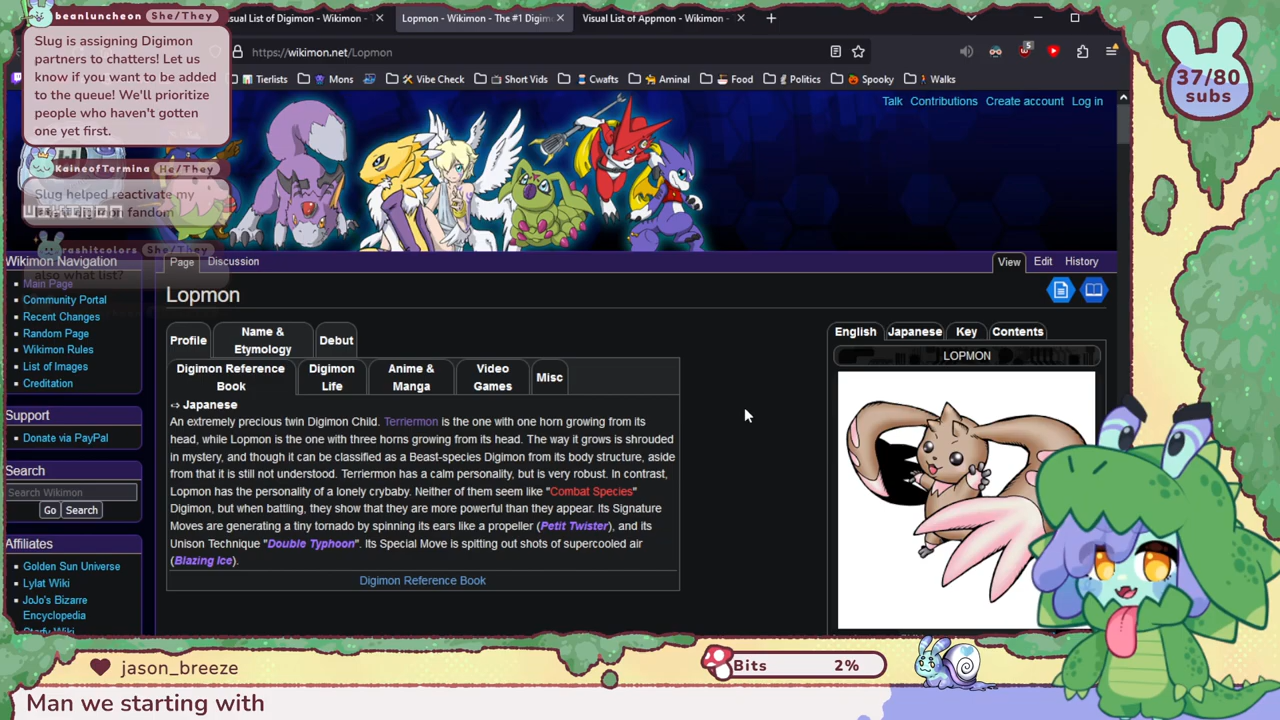 beanluncheon She/They
Slug is assigning Digimon
partners to chatters! Let us
know if you want to be added
to the queue! We'll prioritize
people who haven't gotten
one yet first.
KaineofTermina He/They
Slug helped reactivate my
fandom
rashitcolors She/They
also what list?
sual List of Digimon - Wikimon
Lopmon - Wikimon - The #1 Digim
Visual List of Appmon - Wikimon -
https://wikimon.net/Lopmon
5
Tierlists
Mons
Vibe Check
Short Vids
Cwafts
Aminal
Food
Politics
Spooky
Walks
37/80
subs
Talk Contributions Create account Log in
Wikimon Navigation
Main Page
Community Portal
Recent Changes
Random Page
Wikimon Rules
List of Images
Creditation
Support
Donate via PayPal
Search
Search Wikimon
Go Search
Affiliates
Golden Sun Universe
Lylat Wiki
JoJo's Bizarre
Encyclopedia
Starfy Wiki
Page Discussion
View Edit History
Lopmon
Profile
Name &
Etymology
Debut
Digimon Reference
Book
Digimon
Life
Anime &
Manga
Video
Games
Misc
⇨ Japanese
An extremely precious twin Digimon Child. Terriermon is the one with one horn growing from its
head, while Lopmon is the one with three horns growing from its head. The way it grows is shrouded
in mystery, and though it can be classified as a Beast-species Digimon from its body structure, aside
from that it is still not understood. Terriermon has a calm personality, but is very robust. In contrast,
Lopmon has the personality of a lonely crybaby. Neither of them seem like "Combat Species"
Digimon, but when battling, they show that they are more powerful than they appear. Its Signature
Moves are generating a tiny tornado by spinning its ears like a propeller (Petit Twister), and its
Unison Technique "Double Typhoon". Its Special Move is spitting out shots of supercooled air
(Blazing Ice).
Digimon Reference Book
English Japanese Key Contents
LOPMON
jason_breeze
Bits 2%
Man we starting with